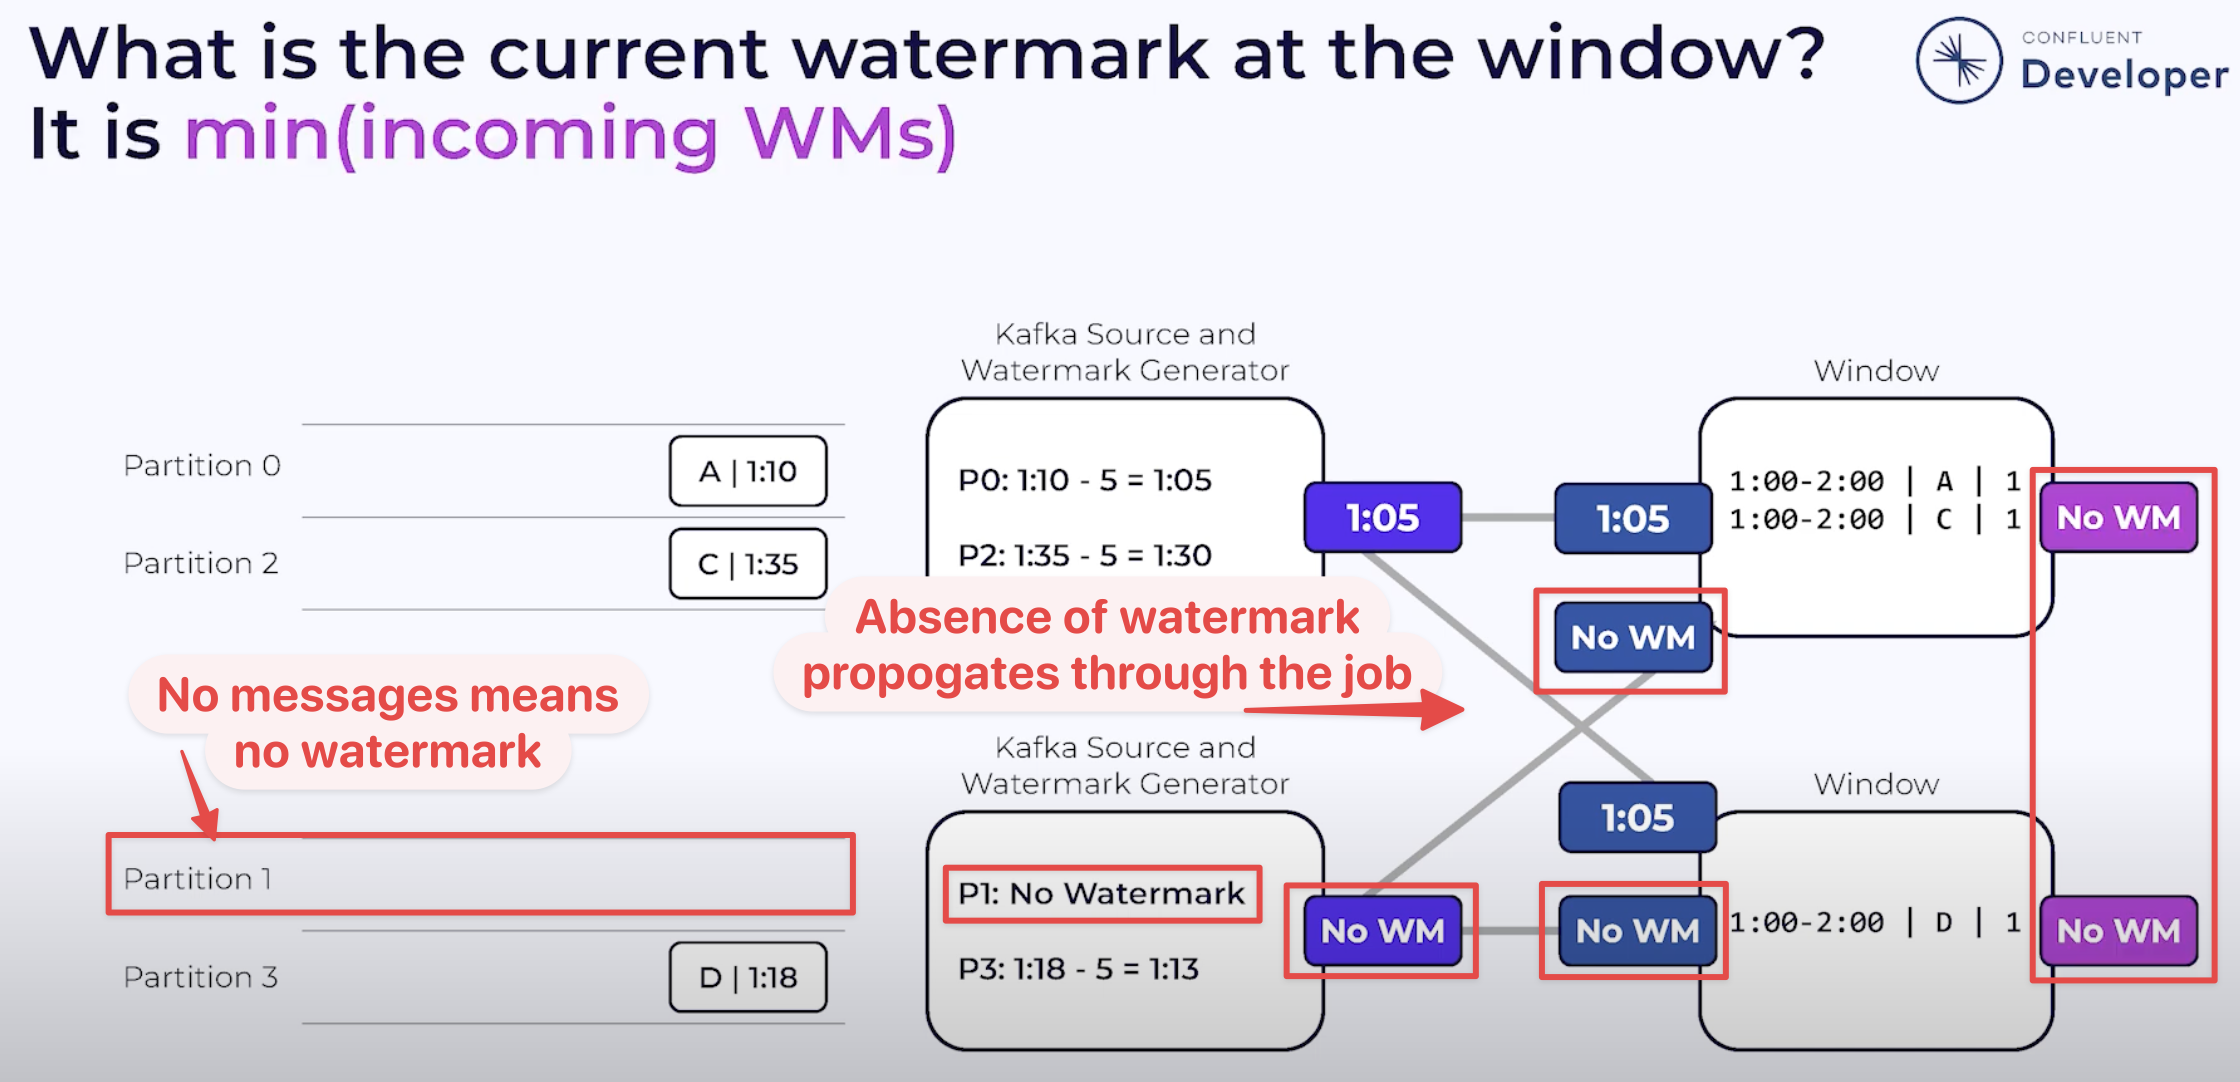 What is the current watermark at the window?
It is min(incoming WMs)
CONFLUENT
Developer
Kafka Source and
Watermark Generator
Window
Partition 0
A | 1:10
P0: 1:10 - 5 = 1:05
1:05
1:05
1:00-2:00 | A | 1
1:00-2:00 | C | 1
No WM
Partition 2
C | 1:35
P2: 1:35 - 5 = 1:30
Absence of watermark
propogates through the job
No WM
No messages means
no watermark
Kafka Source and
Watermark Generator
Window
1:05
Partition 1
P1: No Watermark
No WM
No WM
1:00-2:00 | D | 1
No WM
Partition 3
D | 1:18
P3: 1:18 - 5 = 1:13